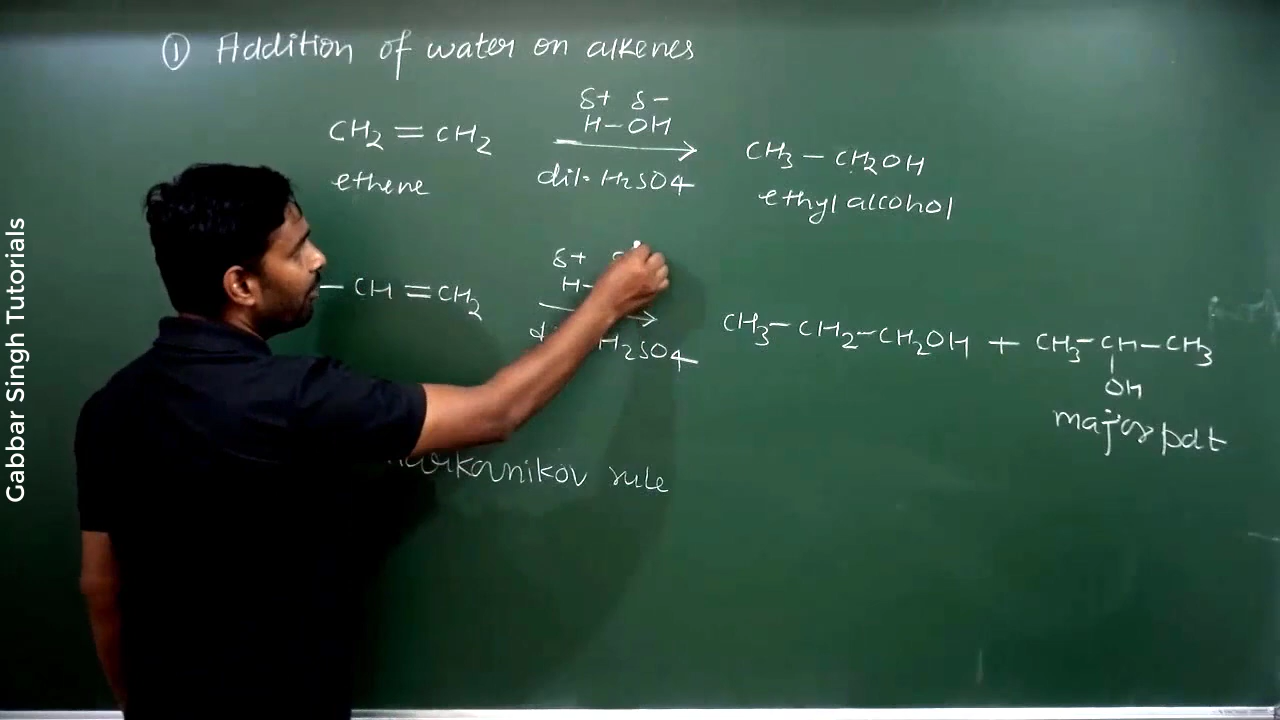 ① Addition of water on alkenes
δ+ δ−
CH2 = CH2 H−OH CH3 − CH2OH
ethene dil. H2SO4 ethyl alcohol
δ+
− CH = CH2 H− CH3− CH2−CH2OH + CH3−CH−CH3
H2SO4 OH
major pdt
markonikov rule
Gabbar Singh Tutorials